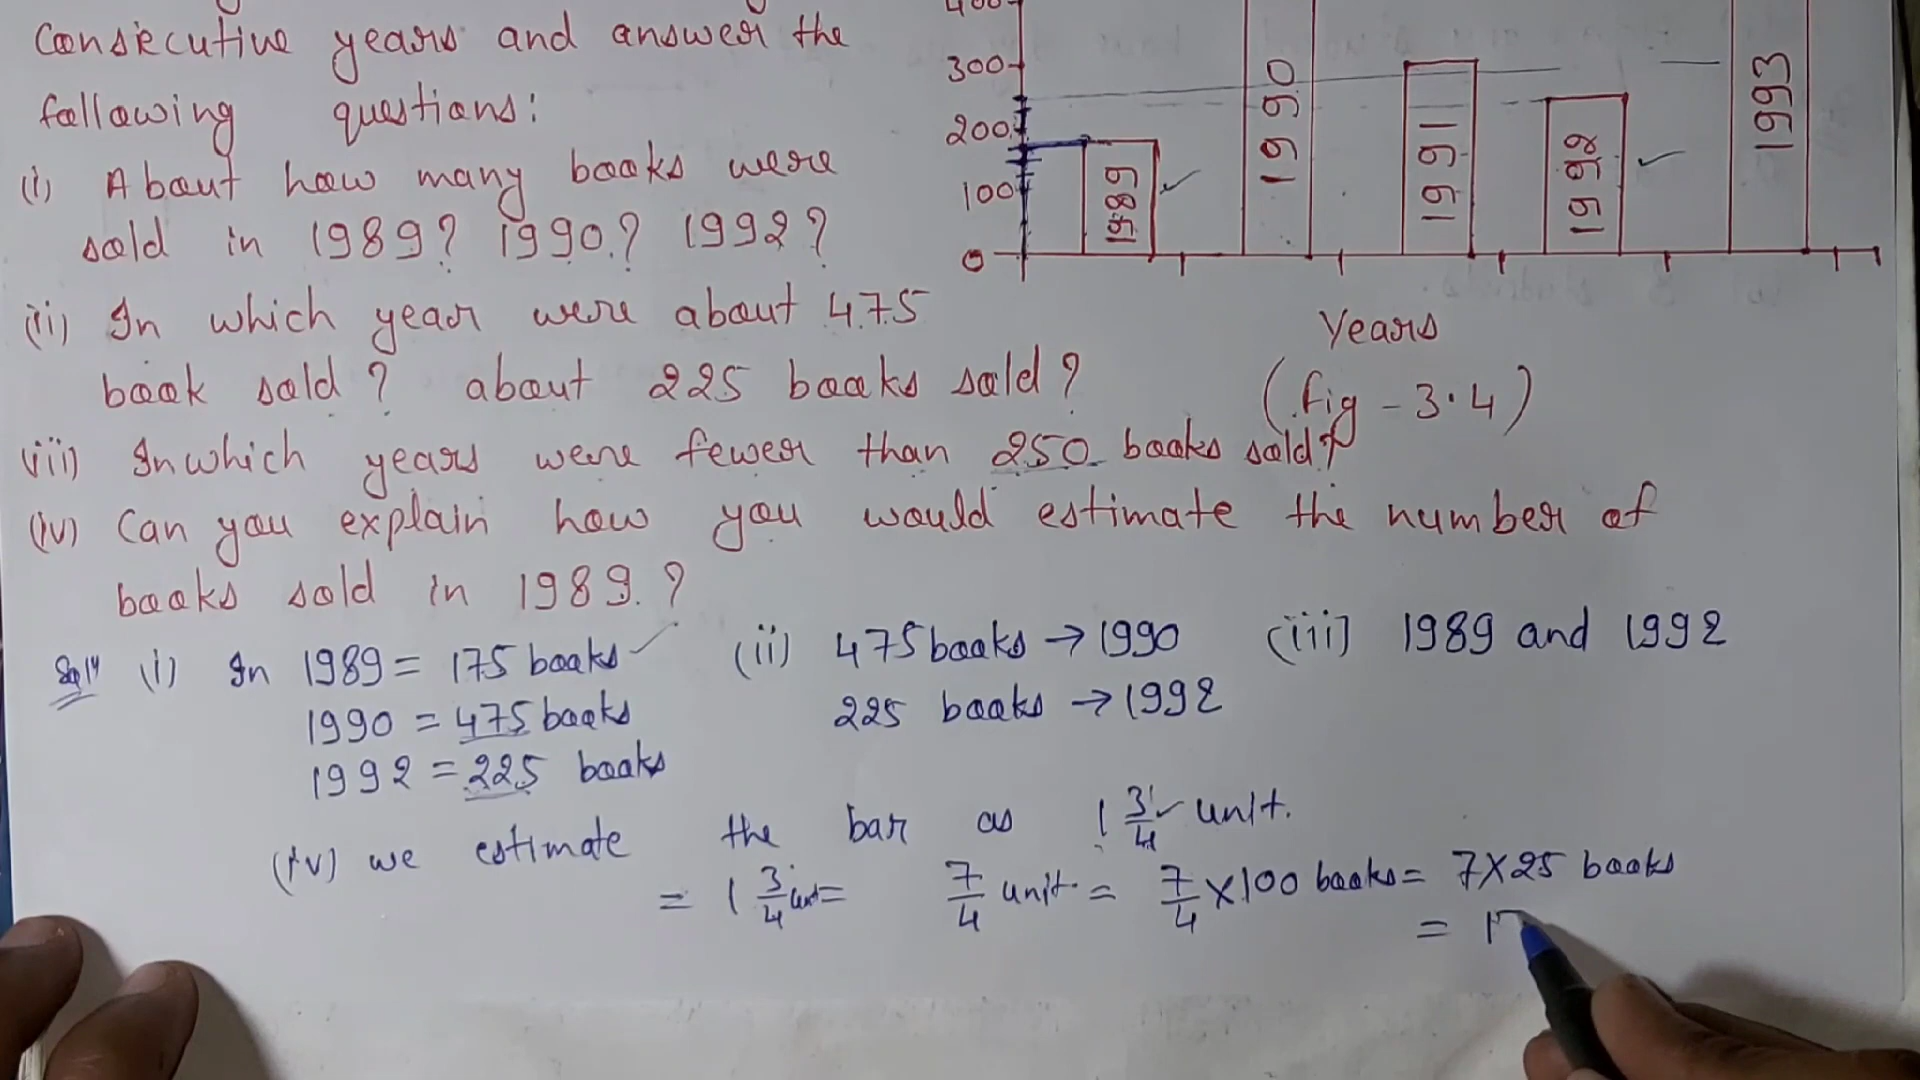 Consecutive years and answer the
following questions:
(i) About how many books were
sold in 1989? 1990? 1992?
(ii) In which year were about 475
book sold? about 225 books sold?
(iii) In which years were fewer than 250 books sold?
(iv) Can you explain how you would estimate the number of
books sold in 1989.?
400
300
200
100
0
1989
1990
1991
1992
1993
Years
(fig - 3.4)
Solⁿ (i) In 1989 = 175 books
1990 = 475 books
1992 = 225 books
(ii) 475 books → 1990
225 books → 1992
(iii) 1989 and 1992
(iv) we estimate the bar as 1 3/4 unit.
= 1 3/4 unit = 7/4 unit = 7/4 × 100 books = 7×25 books
= 1